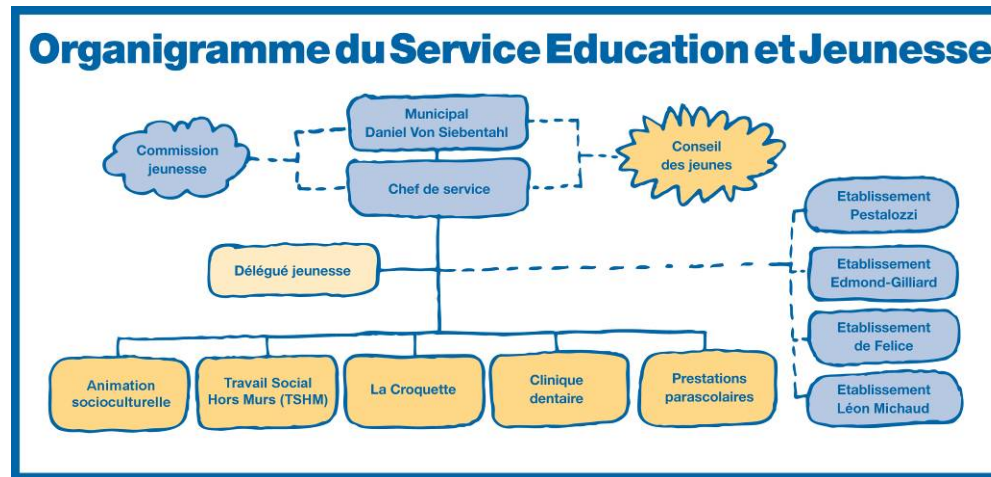 Organigramme du Service Education et Jeunesse
Municipal
Daniel Von Siebentahl
Commission
jeunesse
Conseil
des jeunes
Chef de service
Etablissement
Pestalozzi
Délégué jeunesse
Etablissement
Edmond-Gilliard
Etablissement
de Felice
Etablissement
Léon Michaud
Animation
socioculturelle
Travail Social
Hors Murs (TSHM)
La Croquette
Clinique
dentaire
Prestations
parascolaires